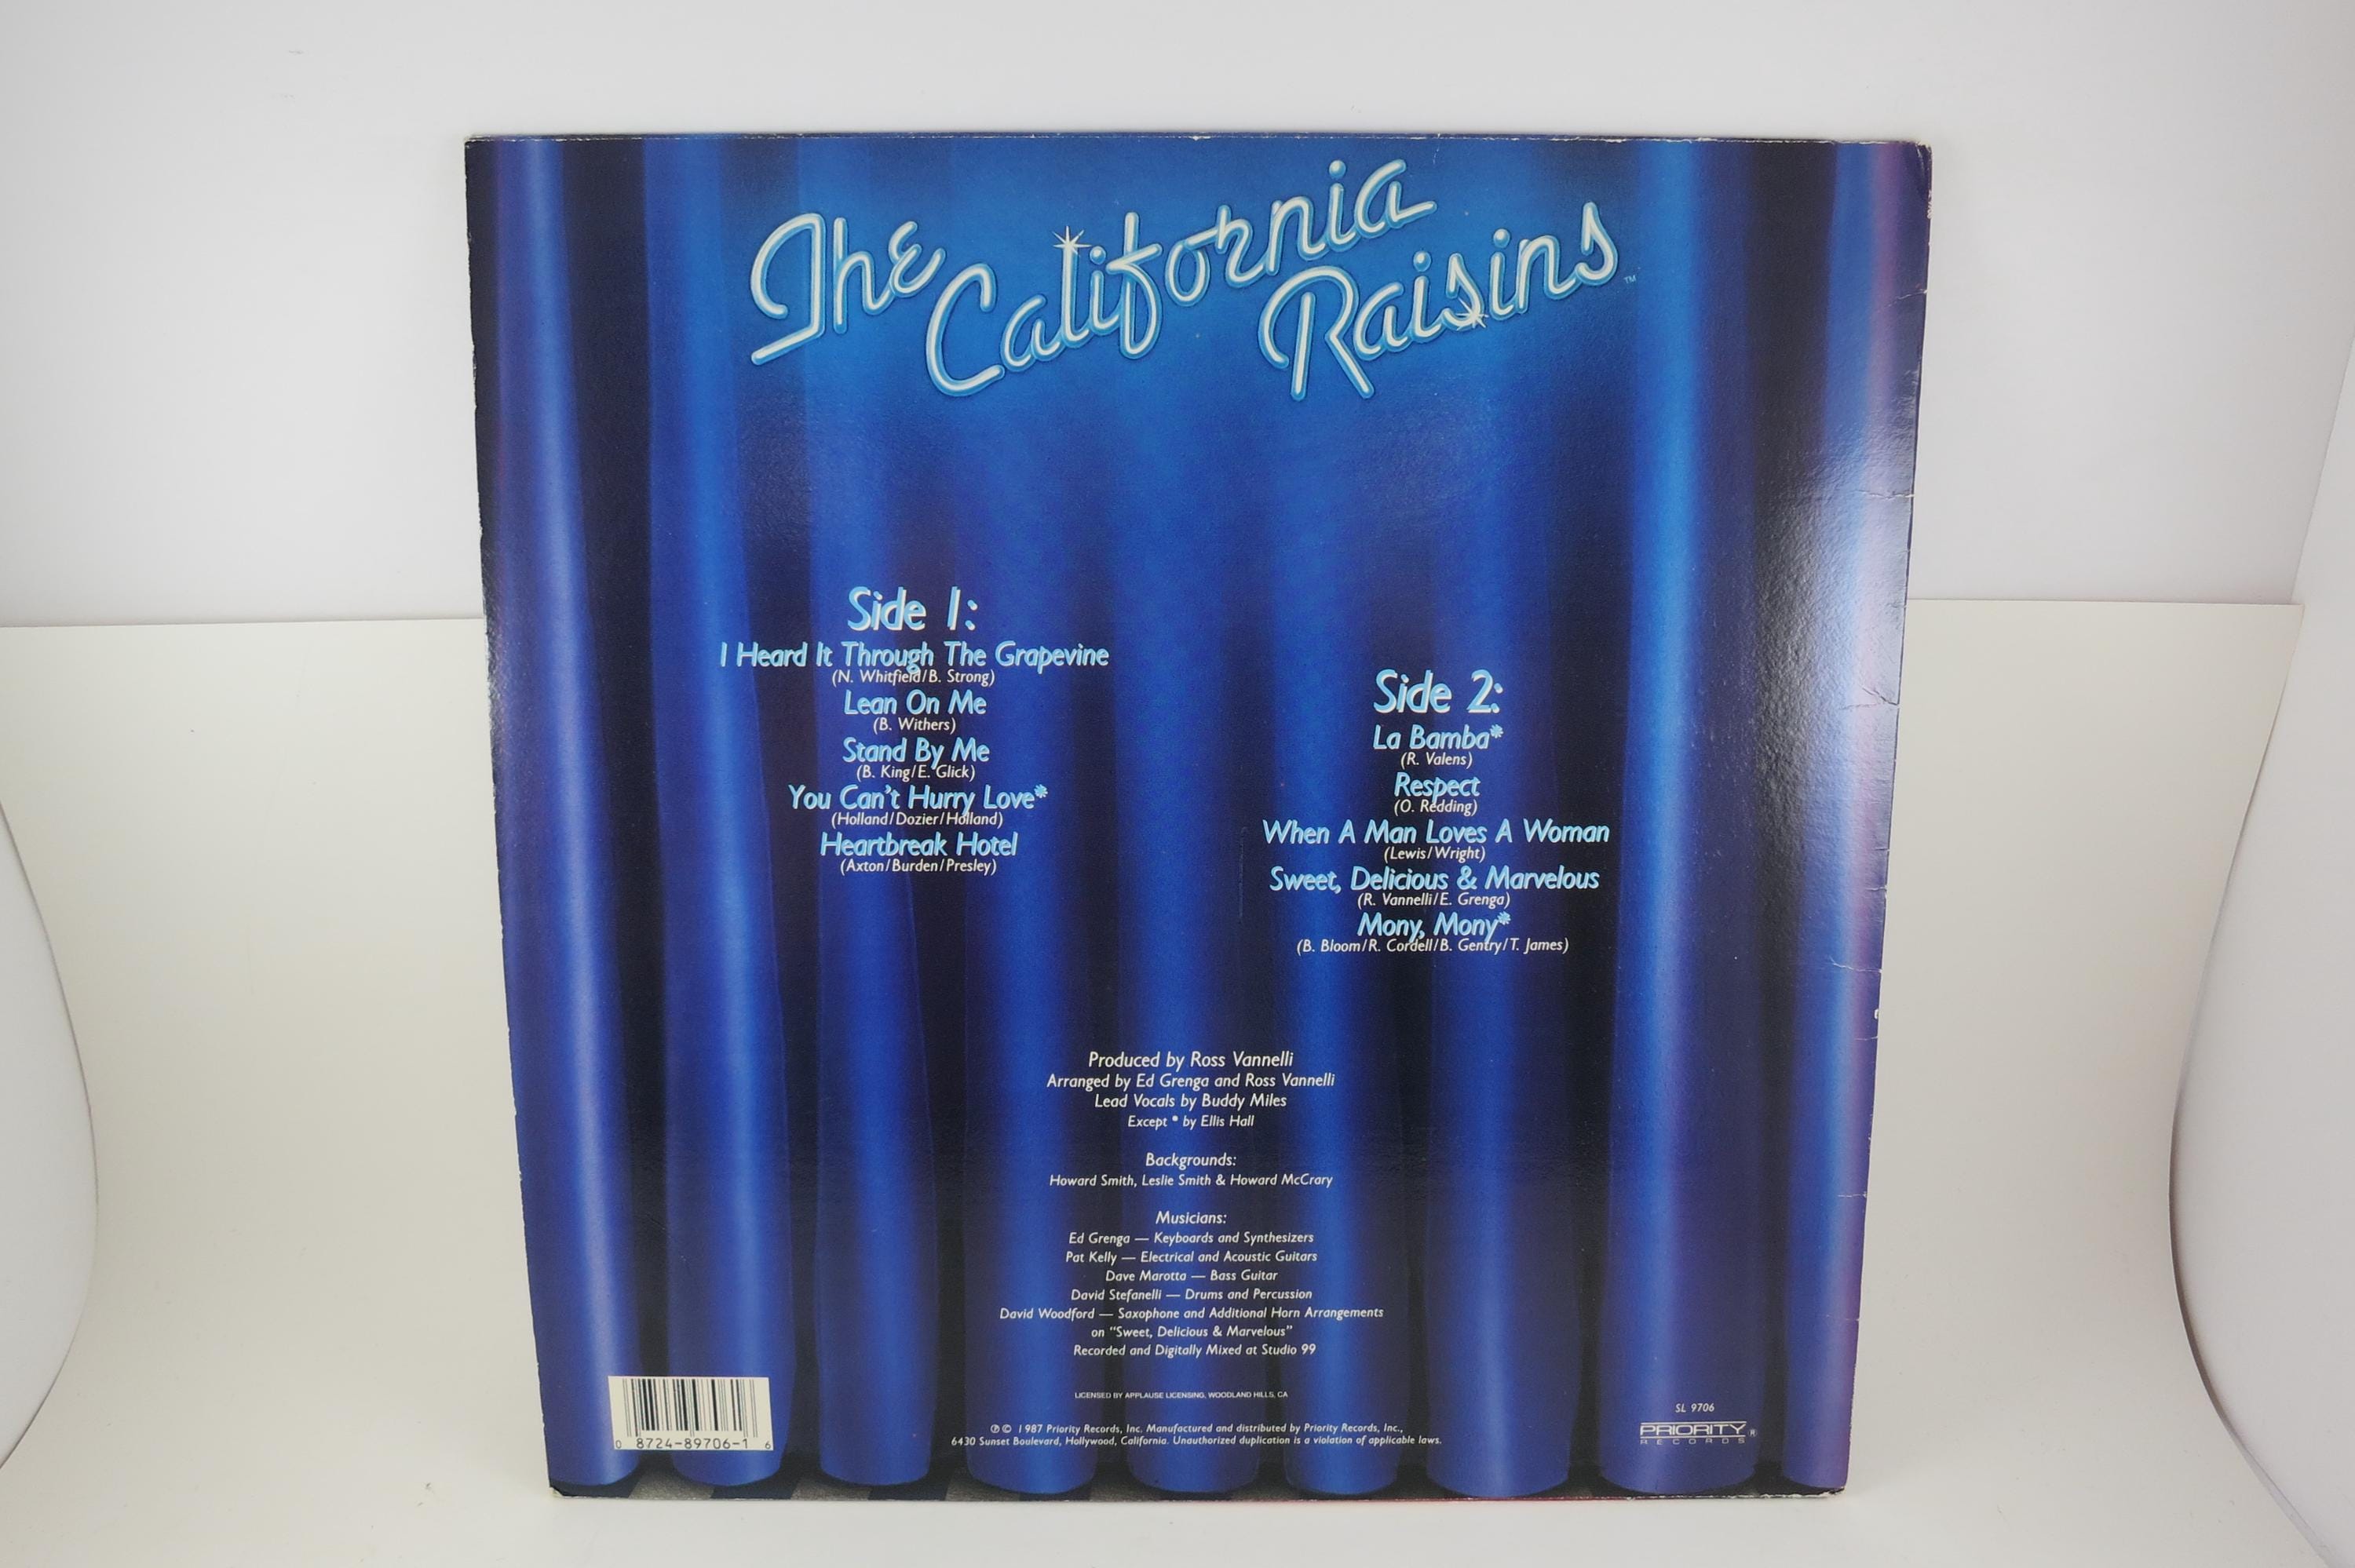 The California Raisins™
Side 1:
I Heard It Through The Grapevine
(N. Whitfield/B. Strong)
Lean On Me
(B. Withers)
Stand By Me
(B. King/E. Glick)
You Can't Hurry Love*
(Holland/Dozier/Holland)
Heartbreak Hotel
(Axton/Burden/Presley)
Side 2:
La Bamba*
(R. Valens)
Respect
(O. Redding)
When A Man Loves A Woman
(Lewis/Wright)
Sweet, Delicious & Marvelous
(R. Vannelli/E. Grenga)
Mony, Mony*
(B. Bloom/R. Cordell/B. Gentry/T. James)
Produced by Ross Vannelli
Arranged by Ed Grenga and Ross Vannelli
Lead Vocals by Buddy Miles
Except * by Ellis Hall
Backgrounds:
Howard Smith, Leslie Smith & Howard McCrary
Musicians:
Ed Grenga — Keyboards and Synthesizers
Pat Kelly — Electrical and Acoustic Guitars
Dave Marotta — Bass Guitar
David Stefanelli — Drums and Percussion
David Woodford — Saxophone and Additional Horn Arrangements
on "Sweet, Delicious & Marvelous"
Recorded and Digitally Mixed at Studio 99
LICENSED BY APPLAUSE LICENSING, WOODLAND HILLS, CA
℗© 1987 Priority Records, Inc. Manufactured and distributed by Priority Records, Inc.,
6430 Sunset Boulevard, Hollywood, California. Unauthorized duplication is a violation of applicable laws.
0 8724-89706-1 6
SL 9706
PRIORITY®
RECORDS